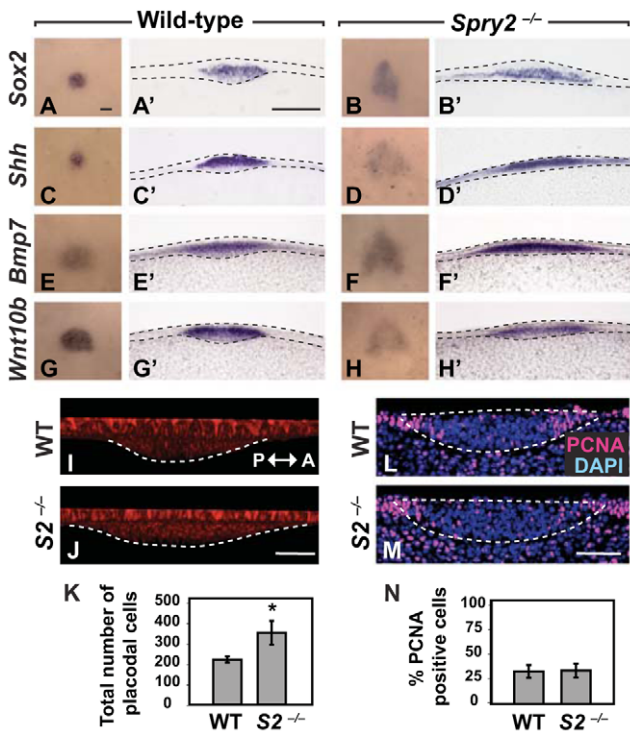 Wild-type Spry2 –/–
Sox2 A A’ B B’
Shh C C’ D D’
Bmp7 E E’ F F’
Wnt10b G G’ H H’
WT I P ↔ A WT L PCNA DAPI
S2 –/– J S2 –/– M
K N
Total number of placodal cells
500
400
300
200
100
0
*
WT S2 –/–
% PCNA positive cells
100
75
50
25
0
WT S2 –/–